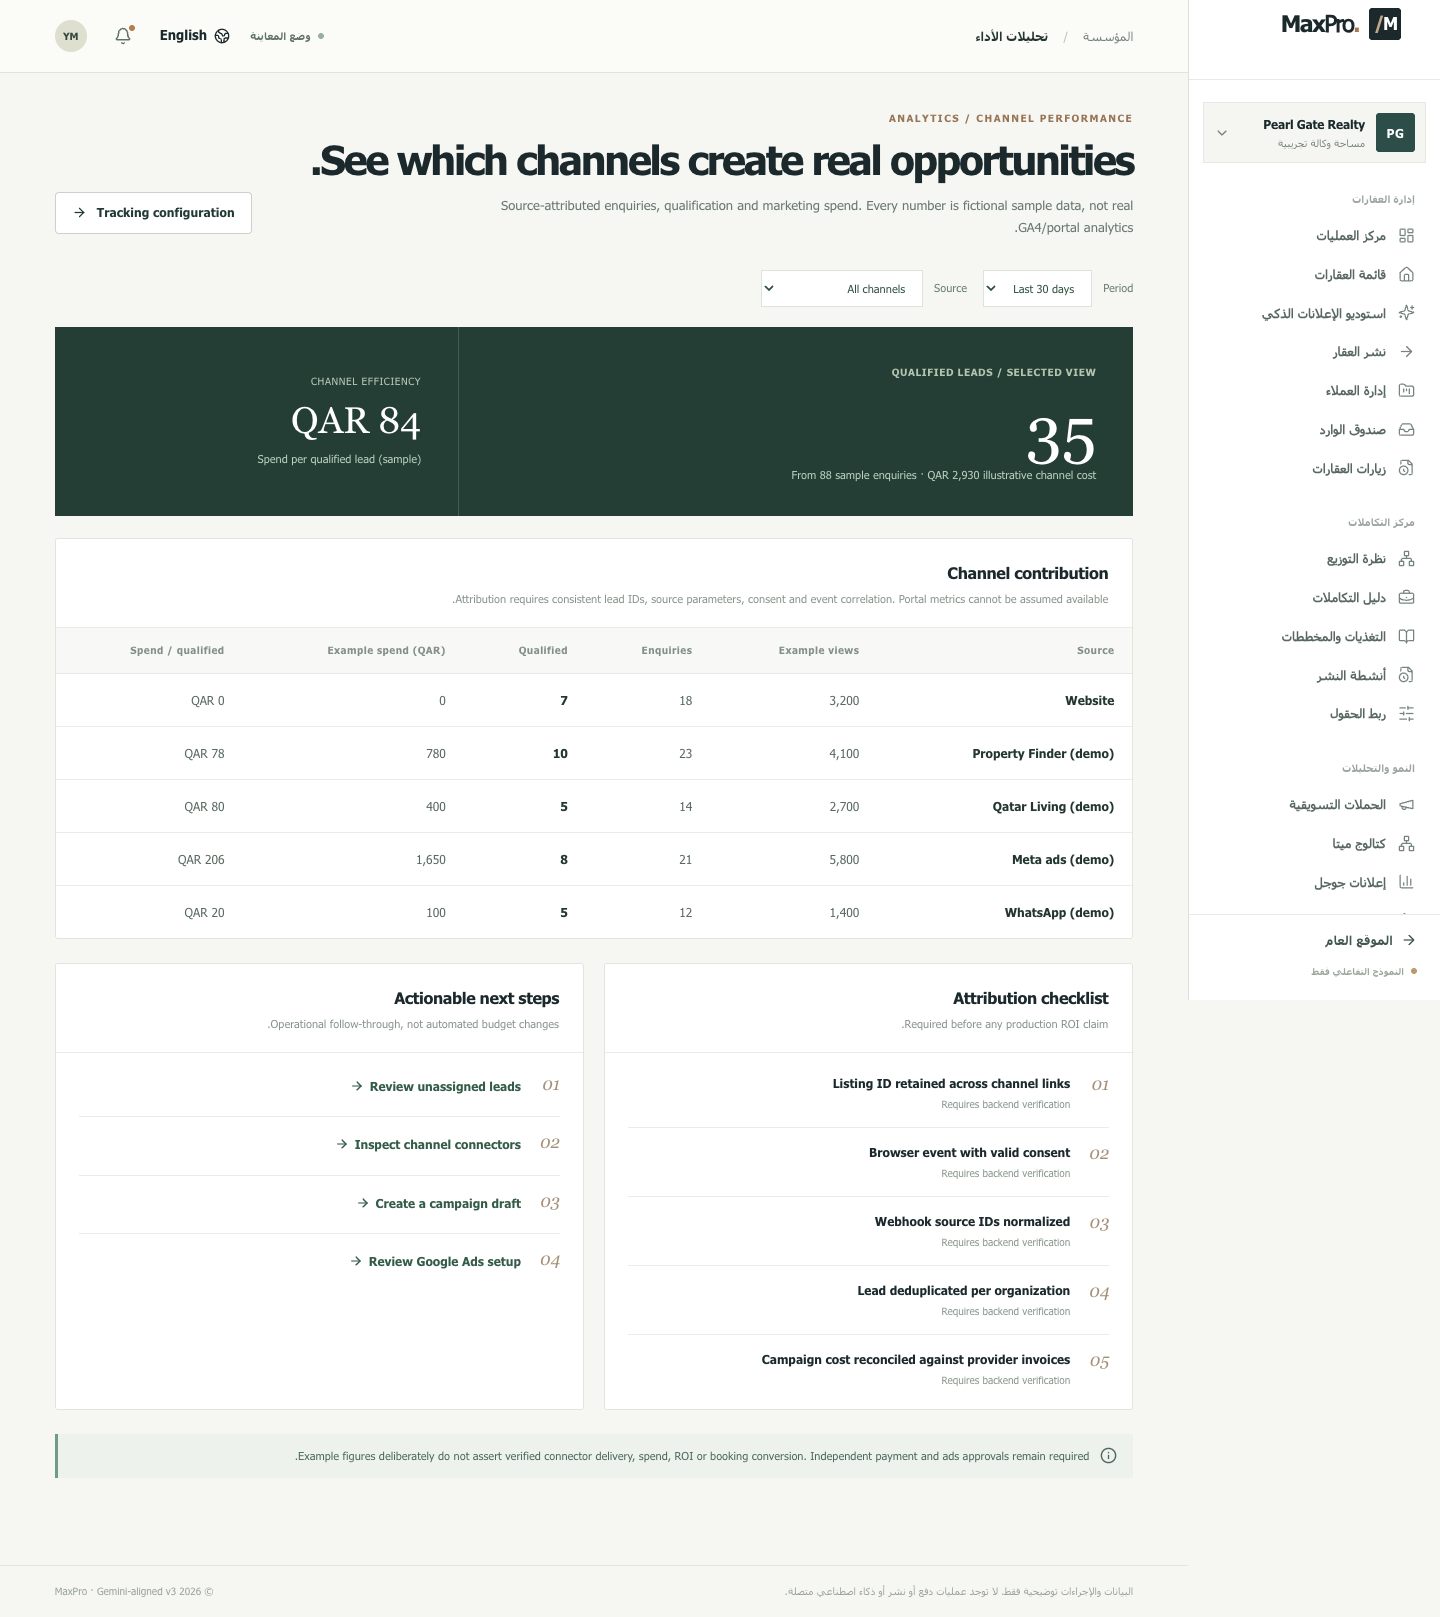 MaxPro.
/M
Pearl Gate Realty
PG
مساحة وكالة تجريبية
إدارة العقارات
مركز العمليات
قائمة العقارات
استوديو الإعلانات الذكي
نشر العقار
إدارة العملاء
صندوق الوارد
زيارات العقارات
مركز التكاملات
نظرة التوزيع
دليل التكاملات
التغذيات والمخططات
أنشطة النشر
ربط الحقول
النمو والتحليلات
الحملات التسويقية
كتالوج ميتا
إعلانات جوجل
الموقع العام
النموذج التفاعلي فقط
المؤسسة / تحليلات الأداء
وضع المعاينة
English
YM
ANALYTICS / CHANNEL PERFORMANCE
.See which channels create real opportunities
Source-attributed enquiries, qualification and marketing spend. Every number is fictional sample data, not real
.GA4/portal analytics
Tracking configuration
Period
Last 30 days
Source
All channels
QUALIFIED LEADS / SELECTED VIEW
35
From 88 sample enquiries · QAR 2,930 illustrative channel cost
CHANNEL EFFICIENCY
QAR 84
Spend per qualified lead (sample)
Channel contribution
.Attribution requires consistent lead IDs, source parameters, consent and event correlation. Portal metrics cannot be assumed available
Source Example views Enquiries Qualified Example spend (QAR) Spend / qualified
Website 3,200 18 7 0 QAR 0
Property Finder (demo) 4,100 23 10 780 QAR 78
Qatar Living (demo) 2,700 14 5 400 QAR 80
Meta ads (demo) 5,800 21 8 1,650 QAR 206
WhatsApp (demo) 1,400 12 5 100 QAR 20
Attribution checklist
.Required before any production ROI claim
01 Listing ID retained across channel links
Requires backend verification
02 Browser event with valid consent
Requires backend verification
03 Webhook source IDs normalized
Requires backend verification
04 Lead deduplicated per organization
Requires backend verification
05 Campaign cost reconciled against provider invoices
Requires backend verification
Actionable next steps
.Operational follow-through, not automated budget changes
01 Review unassigned leads
02 Inspect channel connectors
03 Create a campaign draft
04 Review Google Ads setup
.Example figures deliberately do not assert verified connector delivery, spend, ROI or booking conversion. Independent payment and ads approvals remain required
البيانات والإجراءات توضيحية فقط. لا توجد عمليات دفع أو نشر أو ذكاء اصطناعي متصلة.
MaxPro · Gemini-aligned v3 2026 ©